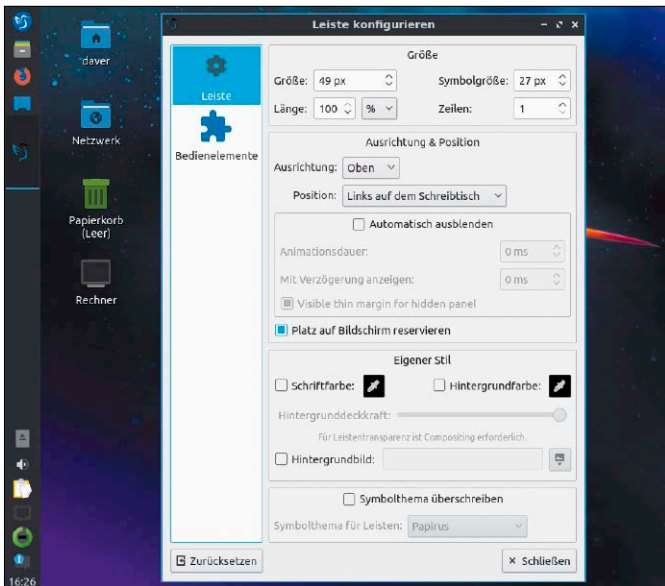 Leiste konfigurieren
daver
Netzwerk
Papierkorb
(Leer)
Rechner
Leiste
Bedienelemente
Größe
Größe: 49 px Symbolgröße: 27 px
Länge: 100 % Zeilen: 1
Ausrichtung & Position
Ausrichtung: Oben
Position: Links auf dem Schreibtisch
Automatisch ausblenden
Animationsdauer: 0 ms
Mit Verzögerung anzeigen: 0 ms
Visible thin margin for hidden panel
Platz auf Bildschirm reservieren
Eigener Stil
Schriftfarbe: Hintergrundfarbe:
Hintergrunddeckkraft:
Für Leistentransparenz ist Compositing erforderlich.
Hintergrundbild:
Symbolthema überschreiben
Symbolthema für Leisten: Papirus
Zurücksetzen × Schließen
16:26